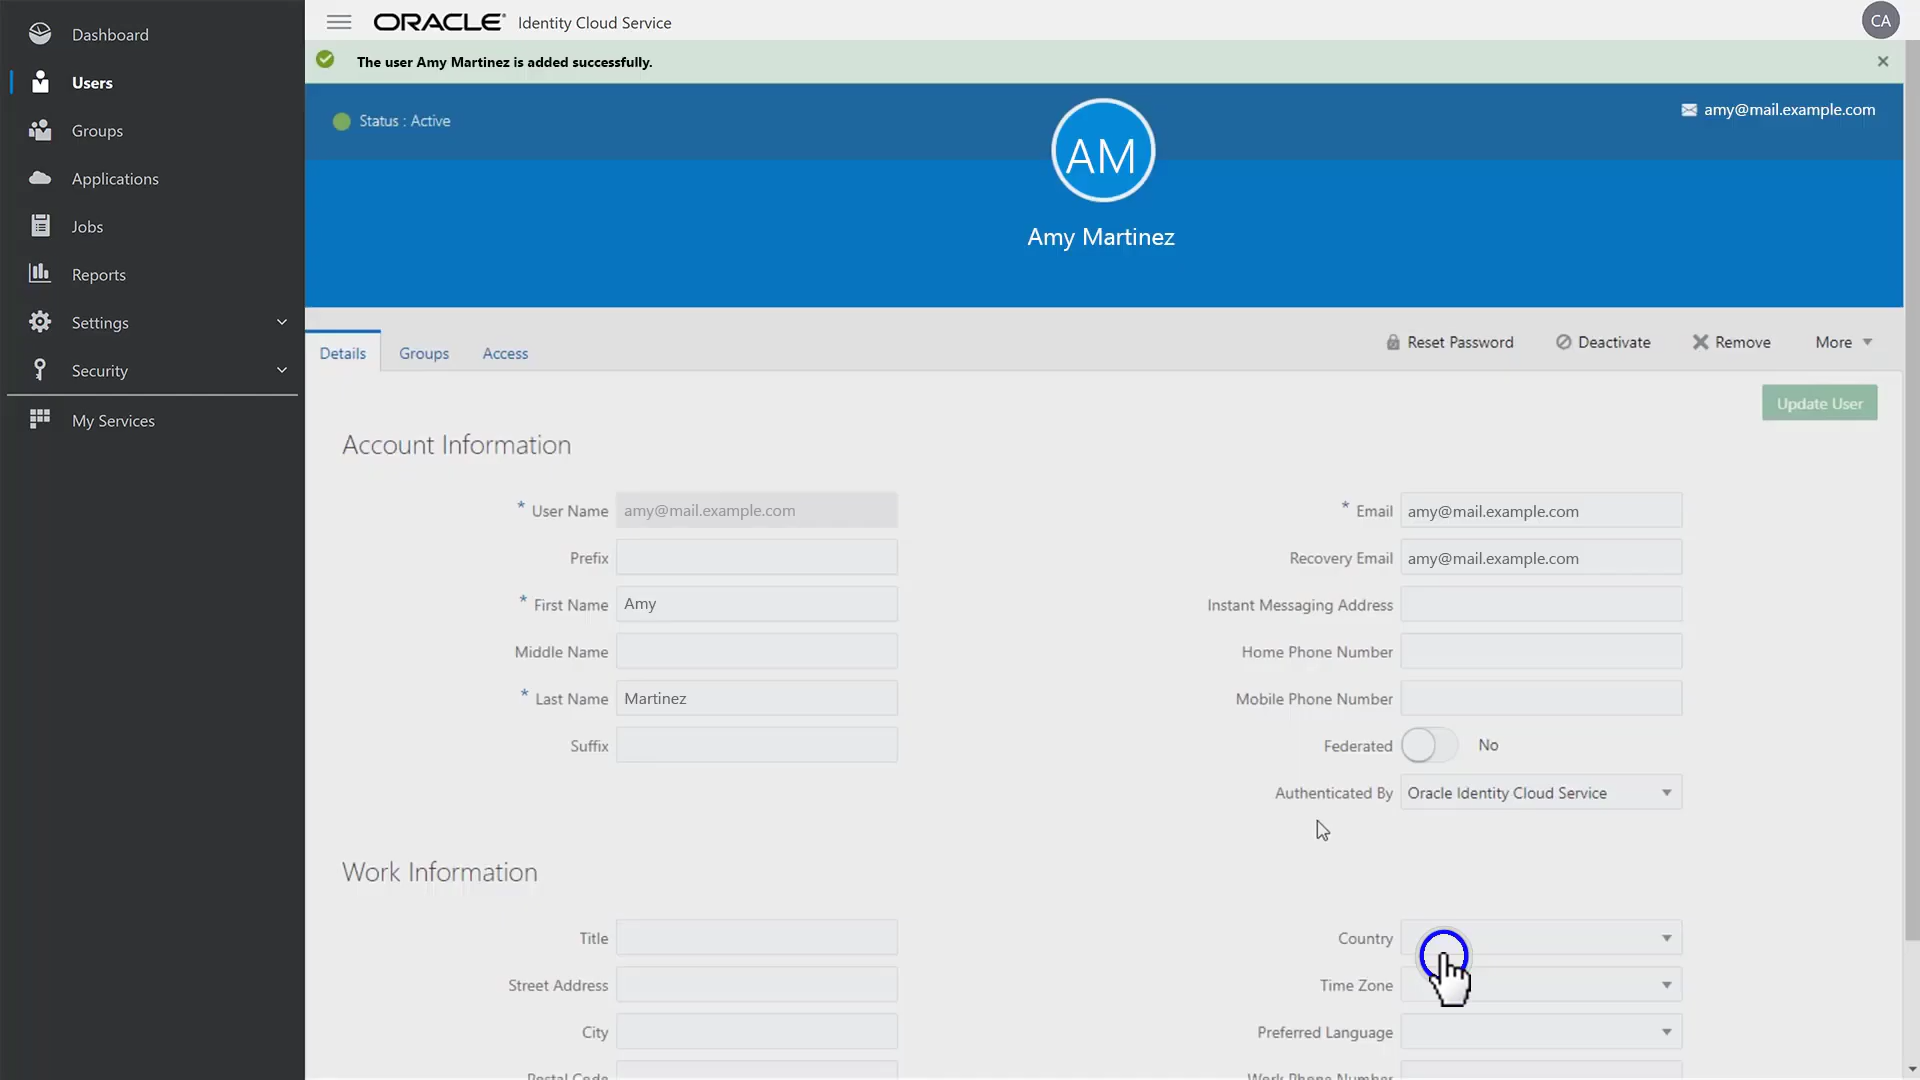 Dashboard
Users
Groups
Applications
Jobs
Reports
Settings
Security
My Services
ORACLE® Identity Cloud Service
CA
The user Amy Martinez is added successfully.
Status : Active
amy@mail.example.com
AM
Amy Martinez
Details Groups Access
Reset Password Deactivate Remove More
Update User
Account Information
* User Name amy@mail.example.com
Prefix
* First Name Amy
Middle Name
* Last Name Martinez
Suffix
* Email amy@mail.example.com
Recovery Email amy@mail.example.com
Instant Messaging Address
Home Phone Number
Mobile Phone Number
Federated No
Authenticated By Oracle Identity Cloud Service
Work Information
Title
Street Address
City
Postal Code
Country
Time Zone
Preferred Language
Work Phone Number